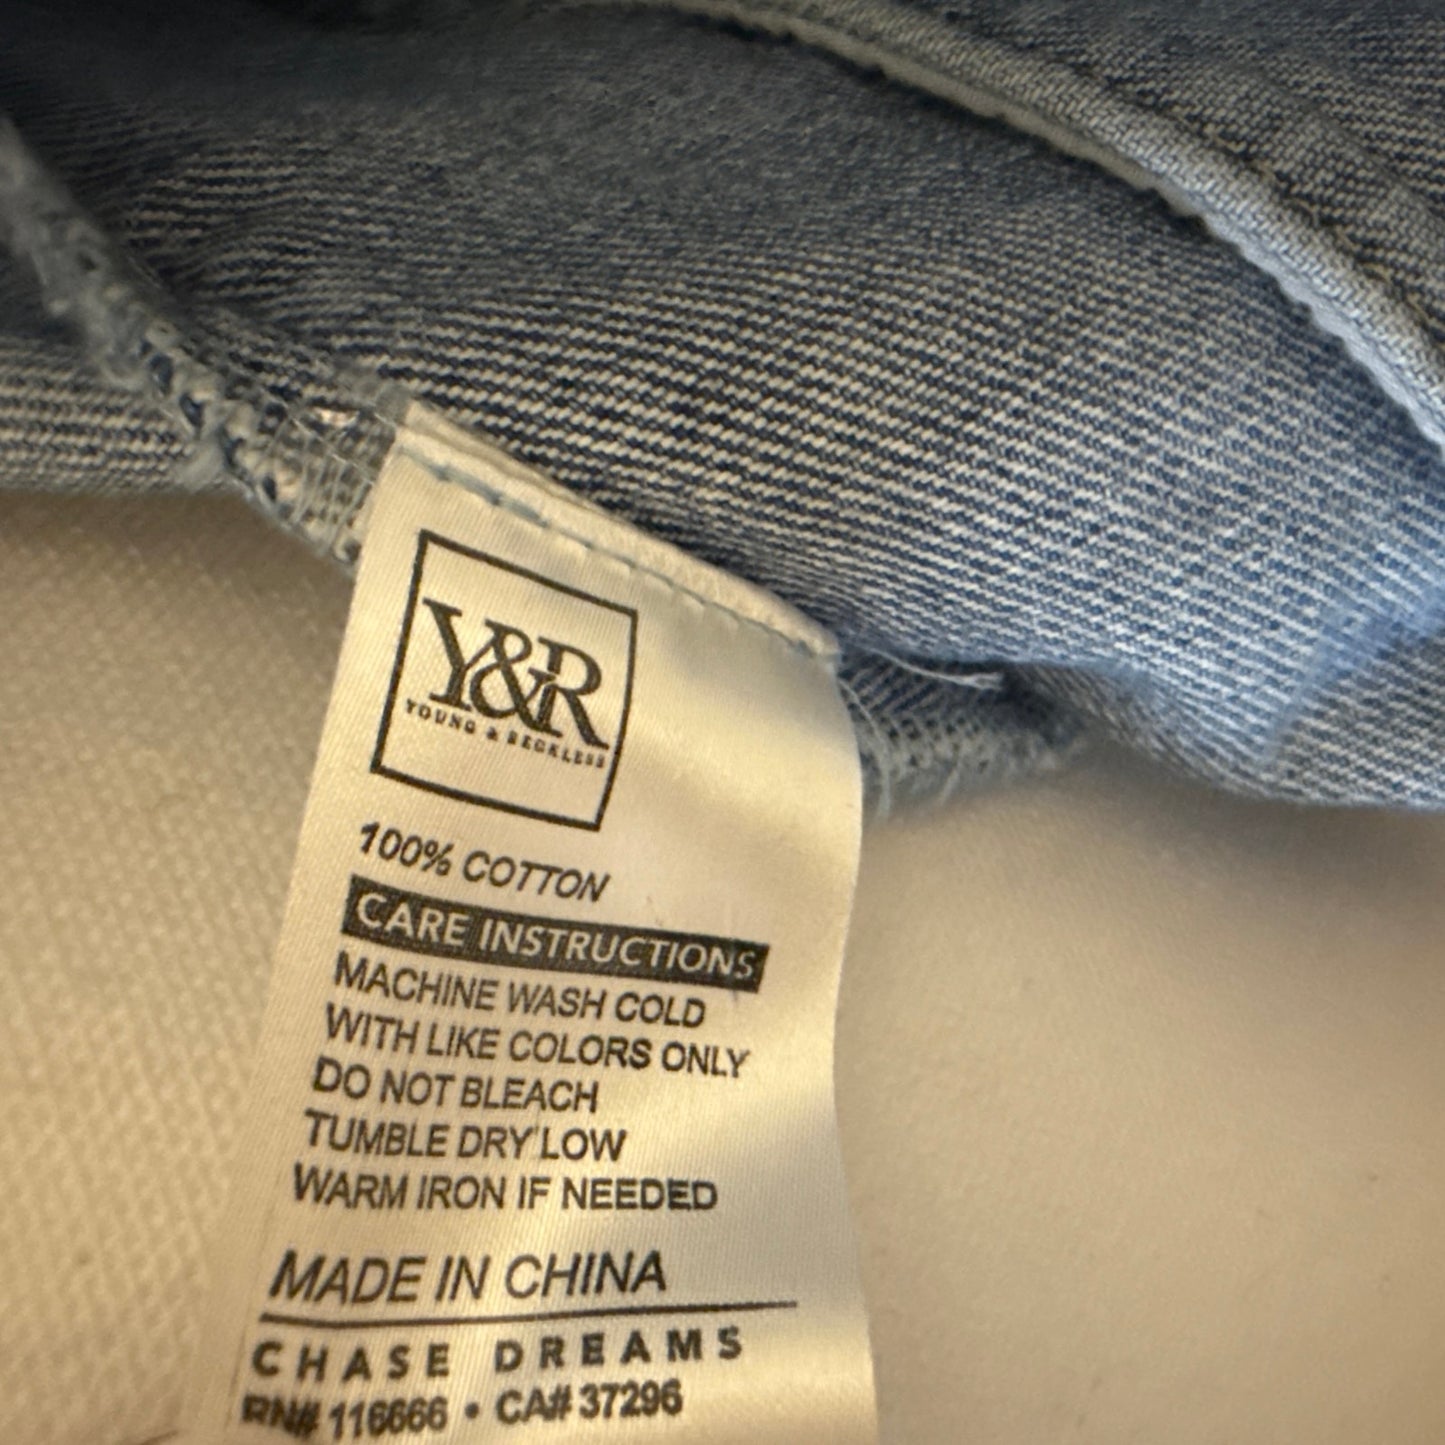 Y&R
YOUNG & RECKLESS
100% COTTON
CARE INSTRUCTIONS
MACHINE WASH COLD
WITH LIKE COLORS ONLY
DO NOT BLEACH
TUMBLE DRY LOW
WARM IRON IF NEEDED
MADE IN CHINA
CHASE DREAMS
RN# 116666 • CA# 37296